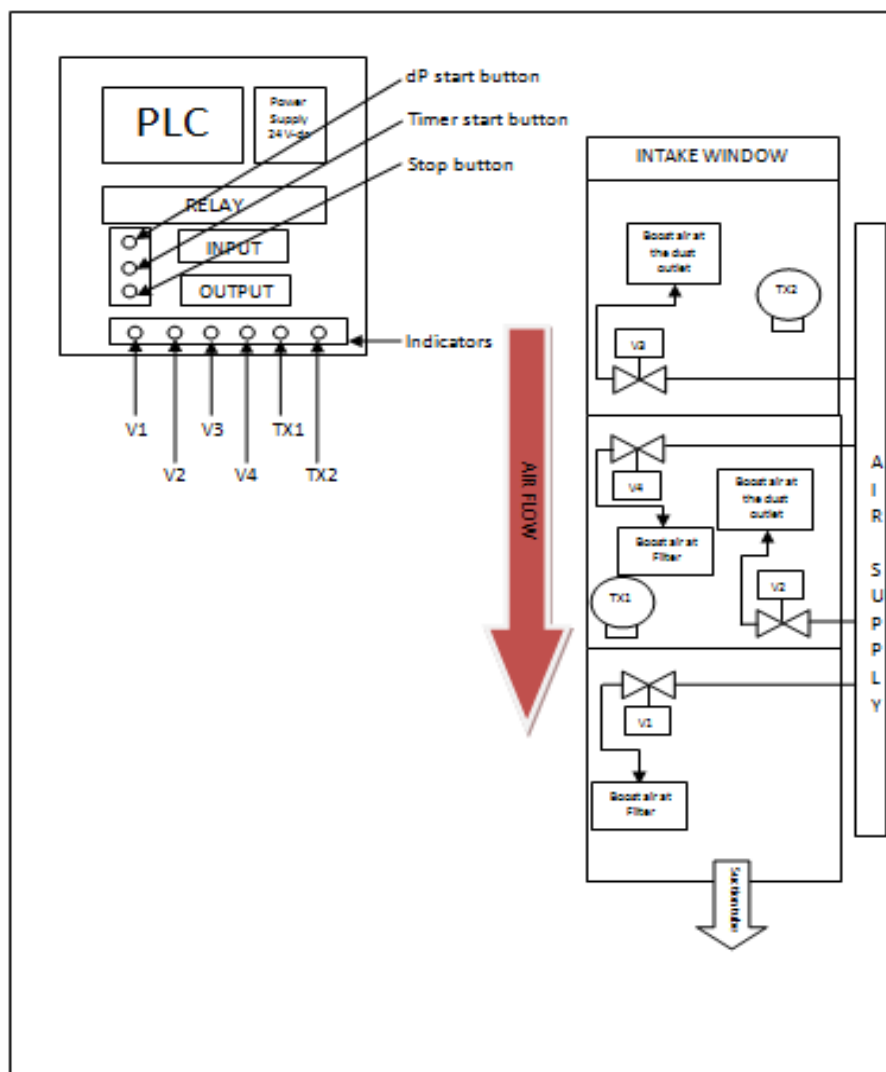 dP start button
PLC
Power
Supply
24 V-dc
Timer start button
Stop button
RELAY
INPUT
OUTPUT
Indicators
V1
V3
TX1
V2
V4
TX2
AIR FLOW
INTAKE WINDOW
Boost air at
the dust
outlet
TX2
V3
V4
Boost air at
the dust
outlet
Boost air at
Filter
TX1
V2
V1
Boost air at
Filter
AIR SUPPLY